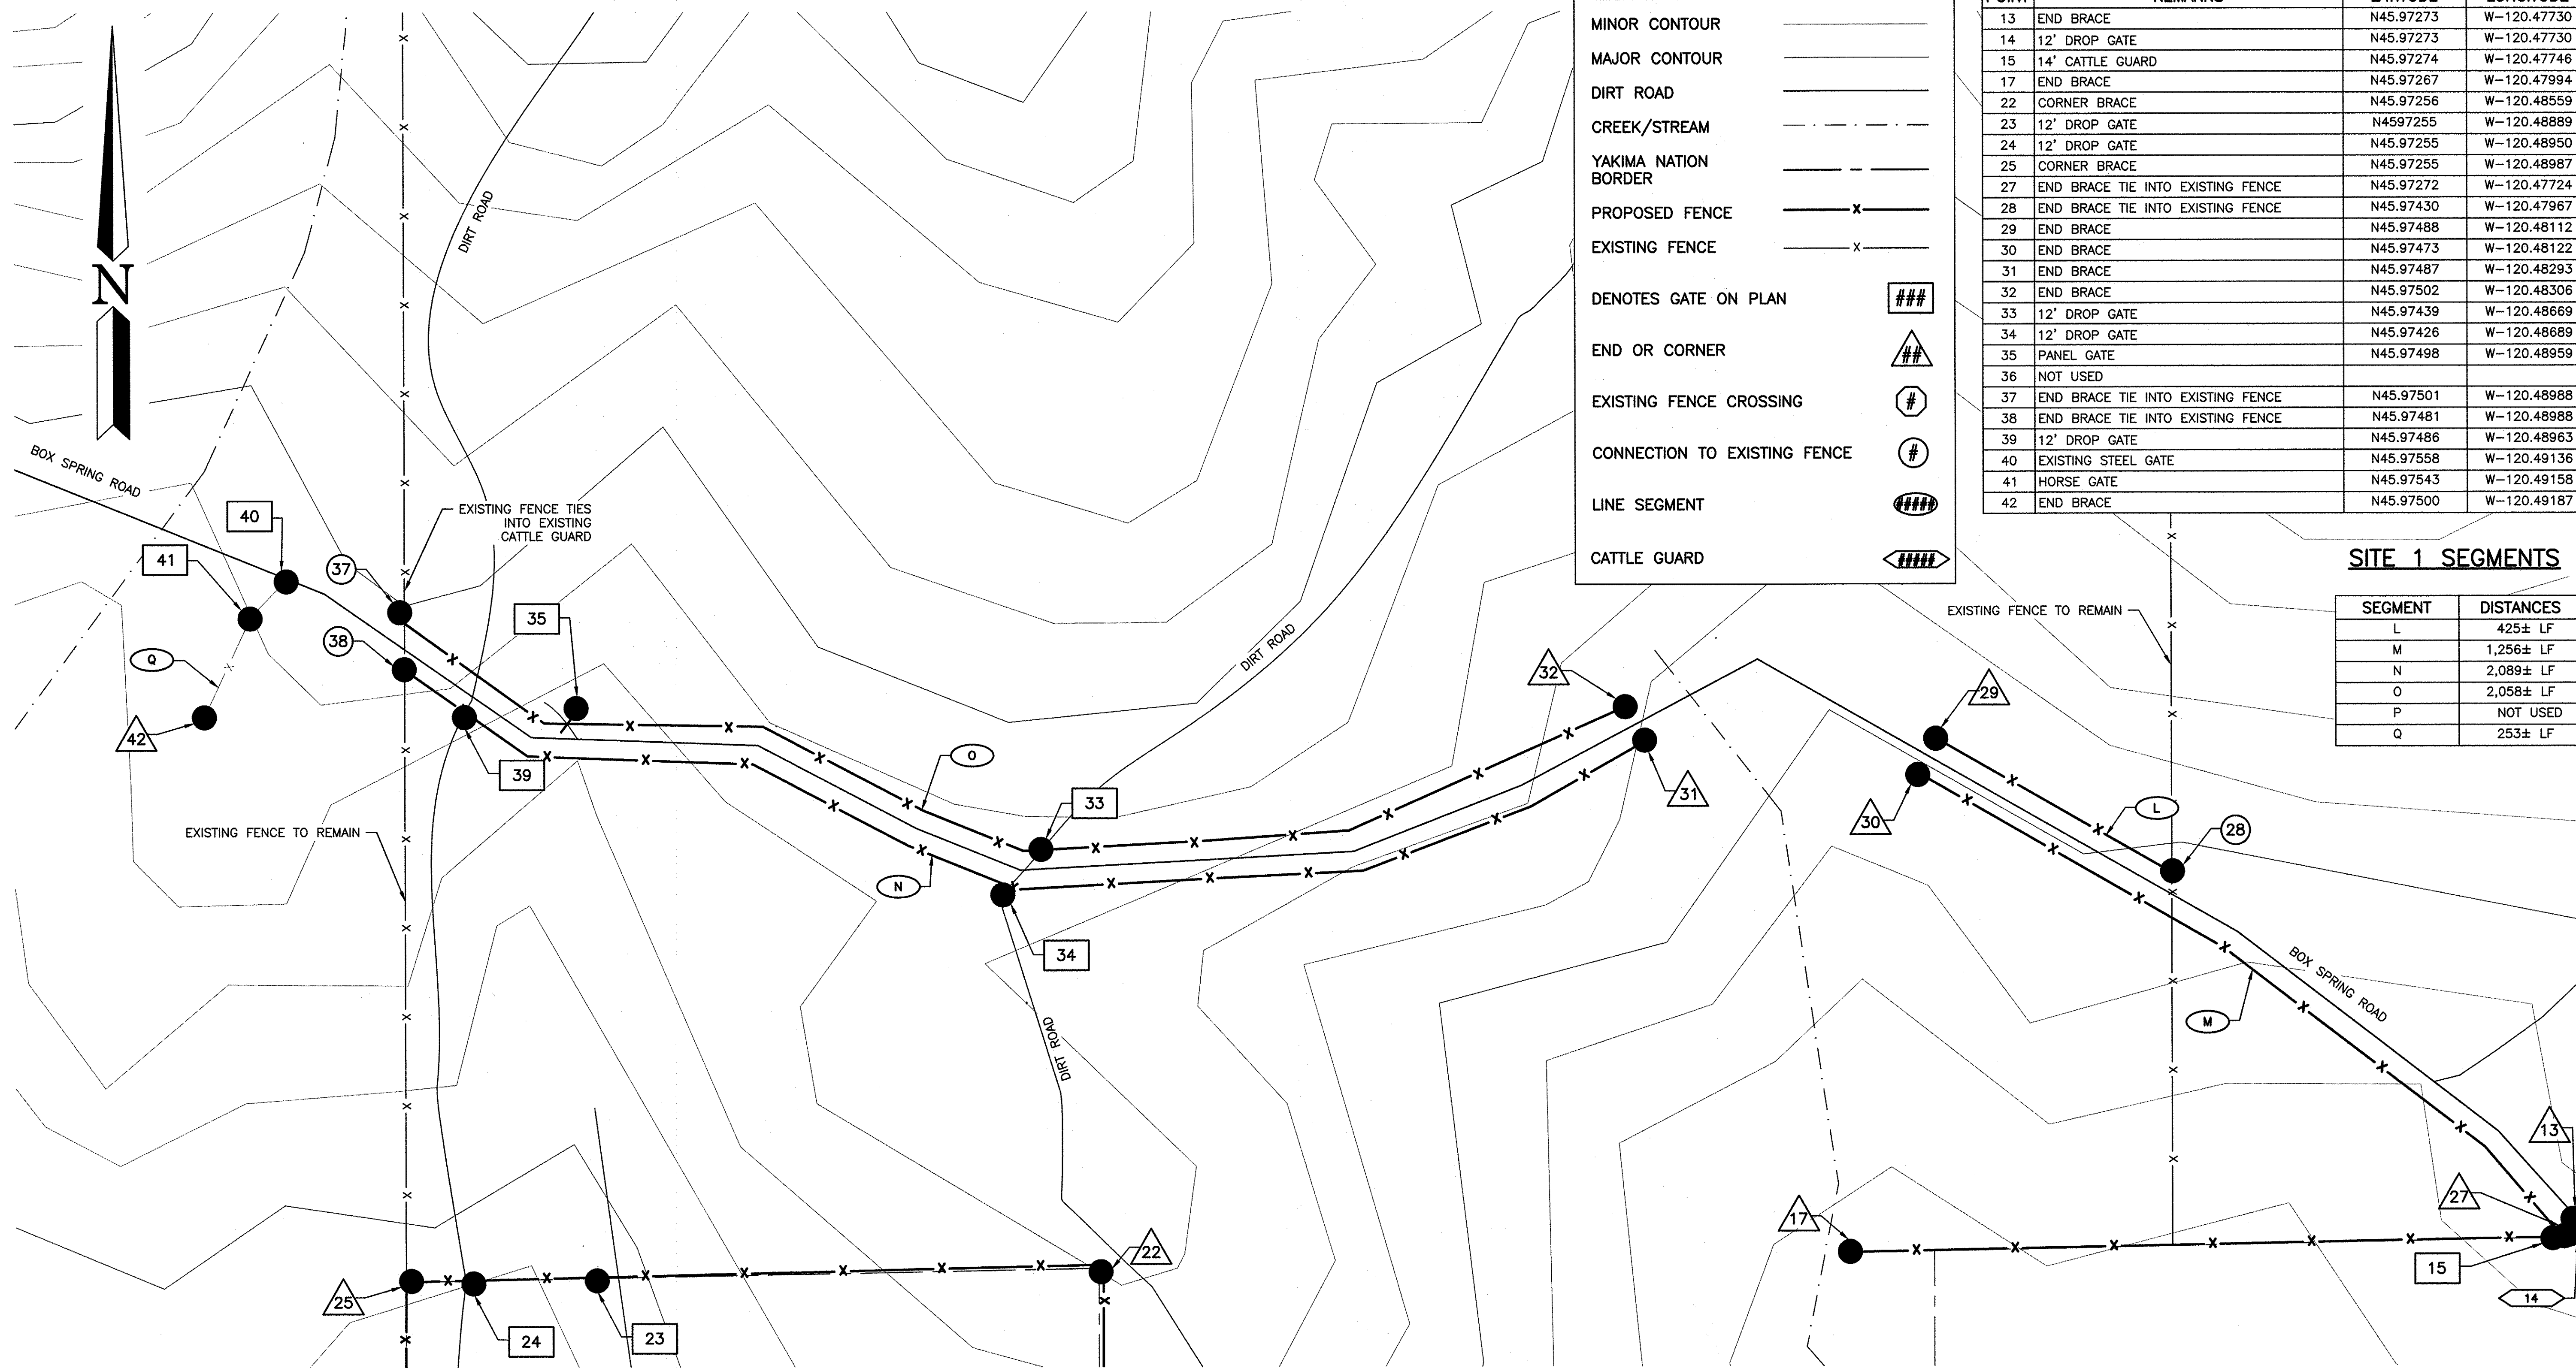 MINOR CONTOUR
MAJOR CONTOUR
DIRT ROAD
CREEK/STREAM
YAKIMA NATION
BORDER
PROPOSED FENCE
EXISTING FENCE
DENOTES GATE ON PLAN ###
END OR CORNER ##
EXISTING FENCE CROSSING #
CONNECTION TO EXISTING FENCE #
LINE SEGMENT #####
CATTLE GUARD #####
13 END BRACE N45.97273 W-120.47730
14 12' DROP GATE N45.97273 W-120.47730
15 14' CATTLE GUARD N45.97274 W-120.47746
17 END BRACE N45.97267 W-120.47994
22 CORNER BRACE N45.97256 W-120.48559
23 12' DROP GATE N4597255 W-120.48889
24 12' DROP GATE N45.97255 W-120.48950
25 CORNER BRACE N45.97255 W-120.48987
27 END BRACE TIE INTO EXISTING FENCE N45.97272 W-120.47724
28 END BRACE TIE INTO EXISTING FENCE N45.97430 W-120.47967
29 END BRACE N45.97488 W-120.48112
30 END BRACE N45.97473 W-120.48122
31 END BRACE N45.97487 W-120.48293
32 END BRACE N45.97502 W-120.48306
33 12' DROP GATE N45.97439 W-120.48669
34 12' DROP GATE N45.97426 W-120.48689
35 PANEL GATE N45.97498 W-120.48959
36 NOT USED
37 END BRACE TIE INTO EXISTING FENCE N45.97501 W-120.48988
38 END BRACE TIE INTO EXISTING FENCE N45.97481 W-120.48988
39 12' DROP GATE N45.97486 W-120.48963
40 EXISTING STEEL GATE N45.97558 W-120.49136
41 HORSE GATE N45.97543 W-120.49158
42 END BRACE N45.97500 W-120.49187
SITE 1 SEGMENTS
SEGMENT DISTANCES
L 425± LF
M 1,256± LF
N 2,089± LF
O 2,058± LF
P NOT USED
Q 253± LF
N
DIRT ROAD
BOX SPRING ROAD
40
EXISTING FENCE TIES
INTO EXISTING
CATTLE GUARD
41
37
35
38
Q
42
39
O
33
DIRT ROAD
32
31
29
30
L
28
EXISTING FENCE TO REMAIN
EXISTING FENCE TO REMAIN
N
34
BOX SPRING ROAD
M
DIRT ROAD
13
27
17
22
15
14
25
24
23